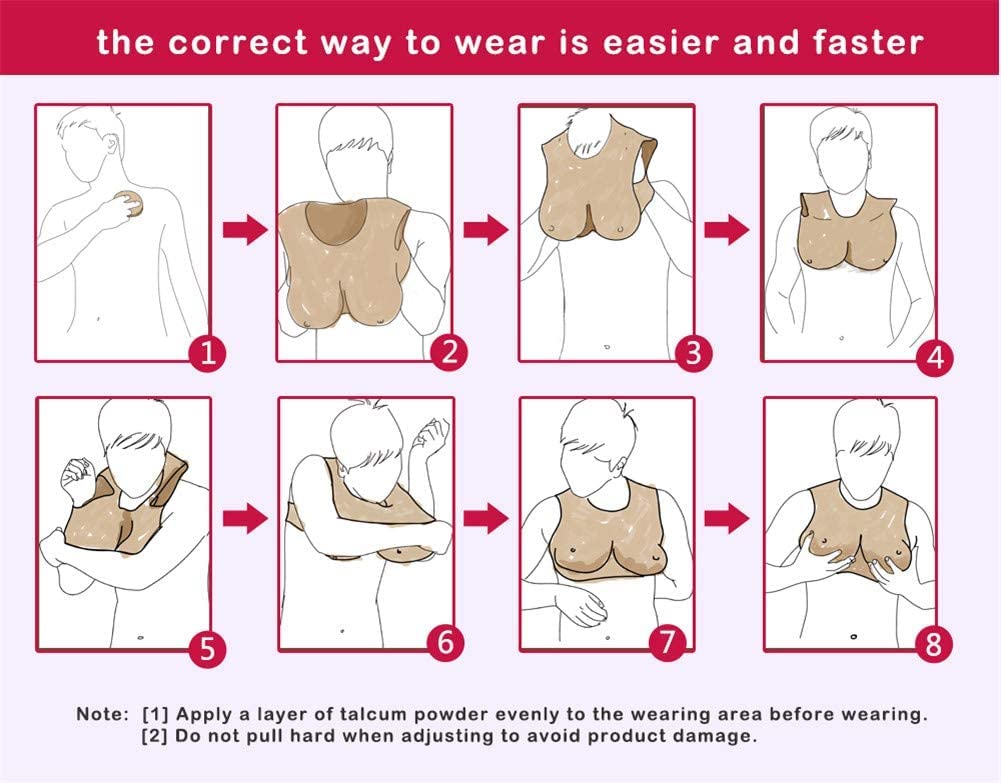 the correct way to wear is easier and faster
1
2
3
4
5
6
7
8
Note: [1] Apply a layer of talcum powder evenly to the wearing area before wearing.
[2] Do not pull hard when adjusting to avoid product damage.